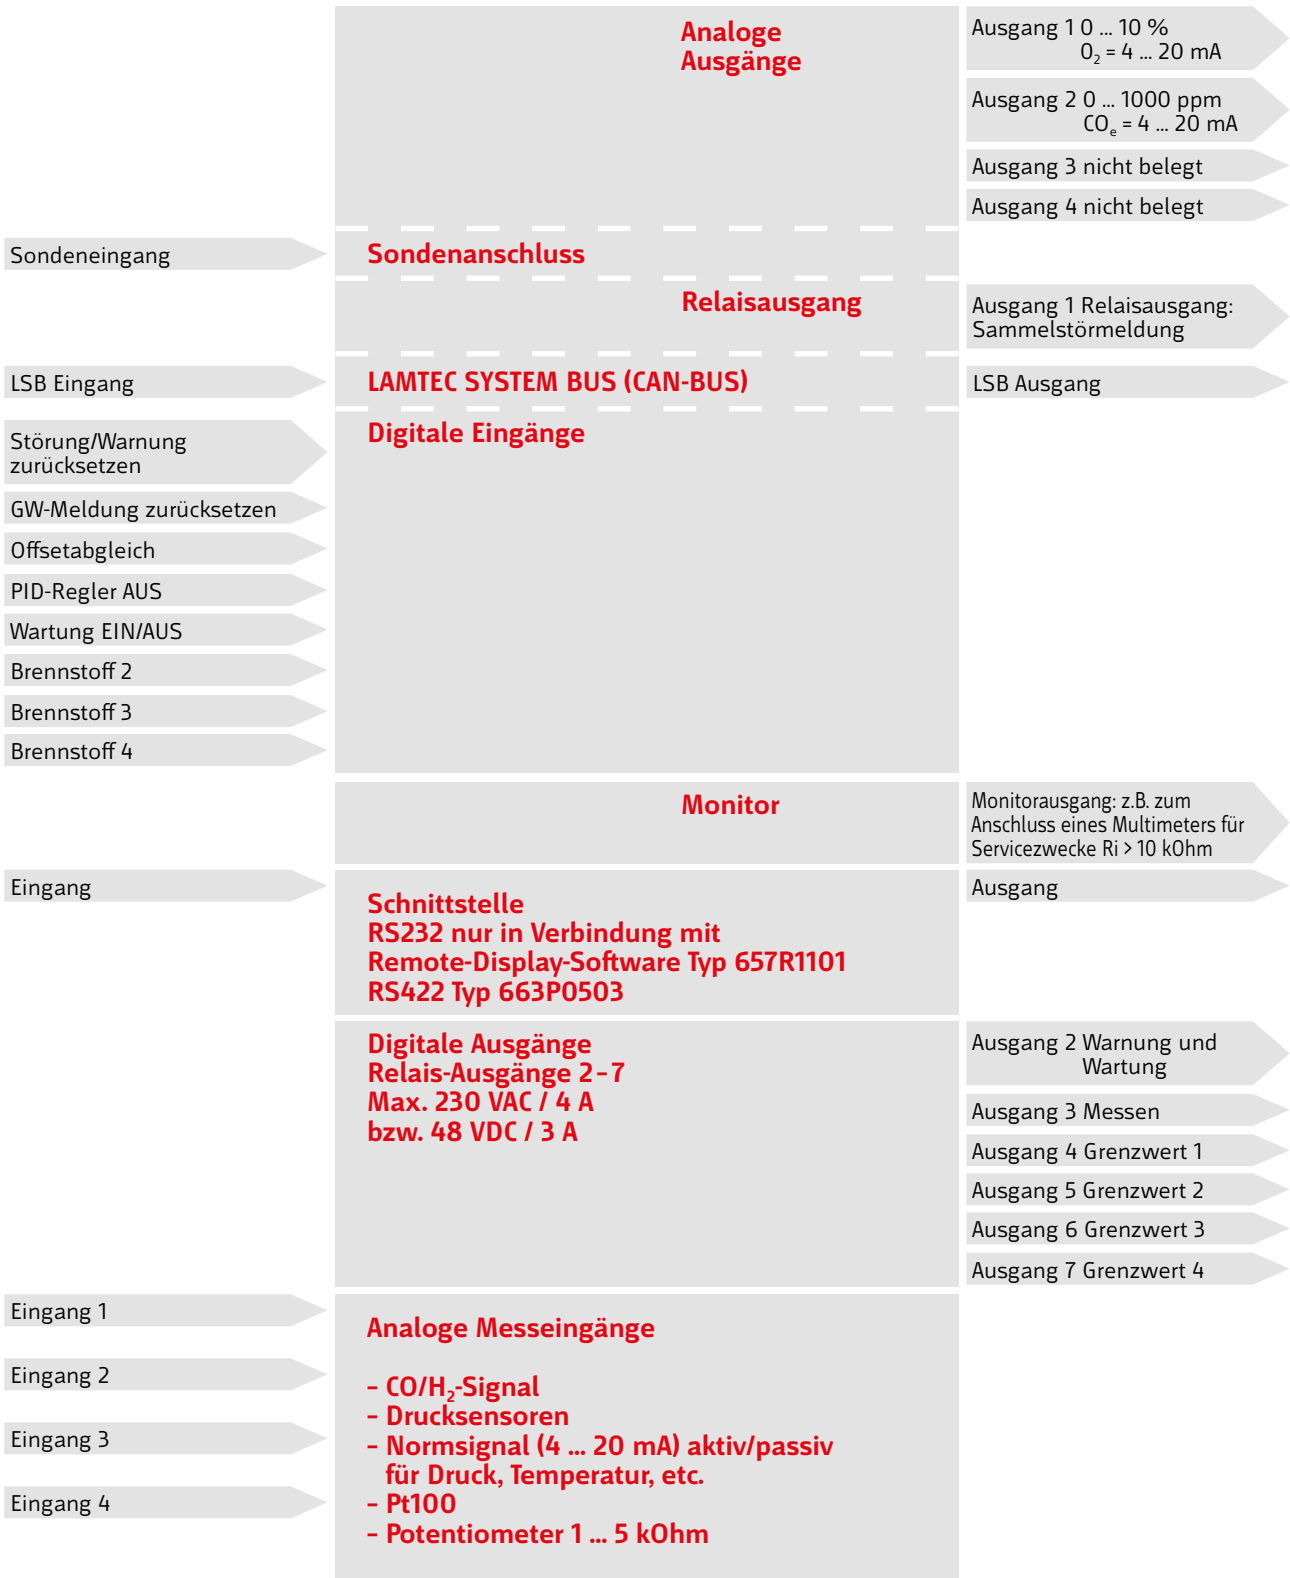 Analoge
Ausgänge
Ausgang 1 0 ... 10 %
O₂ = 4 ... 20 mA
Ausgang 2 0 ... 1000 ppm
COₑ = 4 ... 20 mA
Ausgang 3 nicht belegt
Ausgang 4 nicht belegt
Sondeneingang
Sondenanschluss
Relaisausgang
Ausgang 1 Relaisausgang:
Sammelstörmeldung
LSB Eingang
LAMTEC SYSTEM BUS (CAN-BUS)
LSB Ausgang
Digitale Eingänge
Störung/Warnung
zurücksetzen
GW-Meldung zurücksetzen
Offsetabgleich
PID-Regler AUS
Wartung EIN/AUS
Brennstoff 2
Brennstoff 3
Brennstoff 4
Monitor
Monitorausgang: z.B. zum
Anschluss eines Multimeters für
Servicezwecke Ri > 10 kOhm
Eingang
Schnittstelle
RS232 nur in Verbindung mit
Remote-Display-Software Typ 657R1101
RS422 Typ 663P0503
Ausgang
Digitale Ausgänge
Relais-Ausgänge 2–7
Max. 230 VAC / 4 A
bzw. 48 VDC / 3 A
Ausgang 2 Warnung und
Wartung
Ausgang 3 Messen
Ausgang 4 Grenzwert 1
Ausgang 5 Grenzwert 2
Ausgang 6 Grenzwert 3
Ausgang 7 Grenzwert 4
Eingang 1
Eingang 2
Eingang 3
Eingang 4
Analoge Messeingänge
– CO/H₂-Signal
– Drucksensoren
– Normsignal (4 ... 20 mA) aktiv/passiv
für Druck, Temperatur, etc.
– Pt100
– Potentiometer 1 ... 5 kOhm